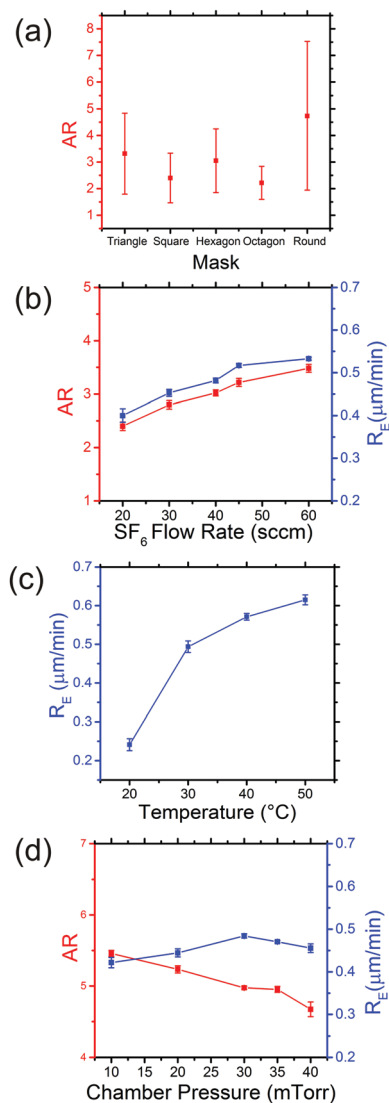 (a)
8
7
6
5
4
3
2
1
AR
Triangle Square Hexagon Octagon Round
Mask
(b)
5
4
3
2
1
AR
0.7
0.6
0.5
0.4
0.3
0.2
R_E(μm/min)
20 30 40 50 60
SF₆ Flow Rate (sccm)
(c)
0.7
0.6
0.5
0.4
0.3
0.2
R_E (μm/min)
20 30 40 50
Temperature (°C)
(d)
7
6
5
4
AR
0.7
0.6
0.5
0.4
0.3
0.2
R_E(μm/min)
10 15 20 25 30 35 40
Chamber Pressure (mTorr)